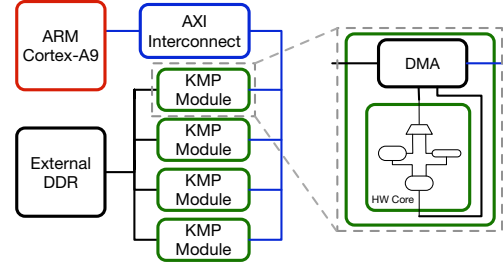 ARM
Cortex-A9
AXI
Interconnect
KMP
Module
KMP
Module
KMP
Module
KMP
Module
External
DDR
DMA
HW Core